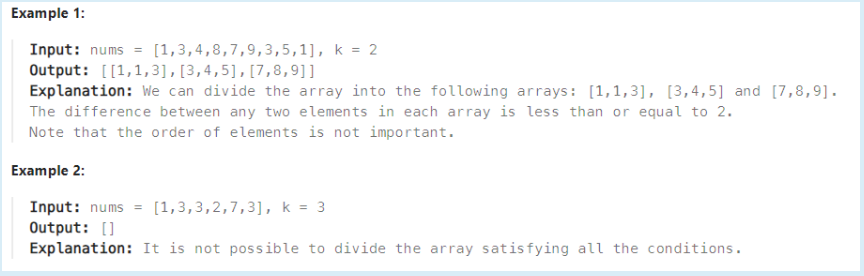 Example 1:
Input: nums = [1,3,4,8,7,9,3,5,1], k = 2
Output: [[1,1,3],[3,4,5],[7,8,9]]
Explanation: We can divide the array into the following arrays: [1,1,3], [3,4,5] and [7,8,9].
The difference between any two elements in each array is less than or equal to 2.
Note that the order of elements is not important.
Example 2:
Input: nums = [1,3,3,2,7,3], k = 3
Output: []
Explanation: It is not possible to divide the array satisfying all the conditions.